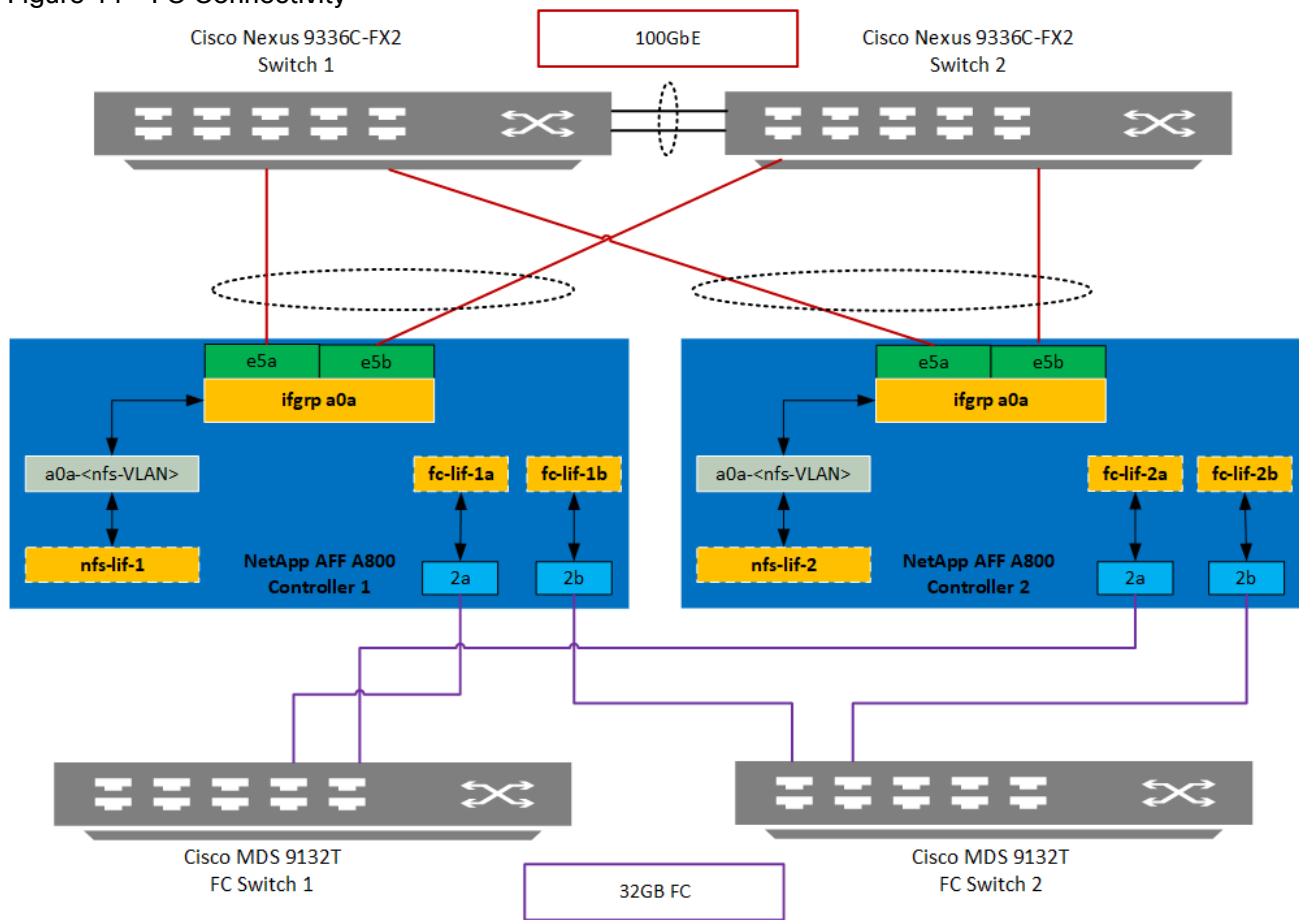 Cisco Nexus 9336C-FX2
Switch 1
100GbE
Cisco Nexus 9336C-FX2
Switch 2
e5a
e5b
ifgrp a0a
a0a-<nfs-VLAN>
fc-lif-1a
fc-lif-1b
nfs-lif-1
NetApp AFF A800
Controller 1
2a
2b
e5a
e5b
ifgrp a0a
a0a-<nfs-VLAN>
fc-lif-2a
fc-lif-2b
nfs-lif-2
NetApp AFF A800
Controller 2
2a
2b
Cisco MDS 9132T
FC Switch 1
32GB FC
Cisco MDS 9132T
FC Switch 2